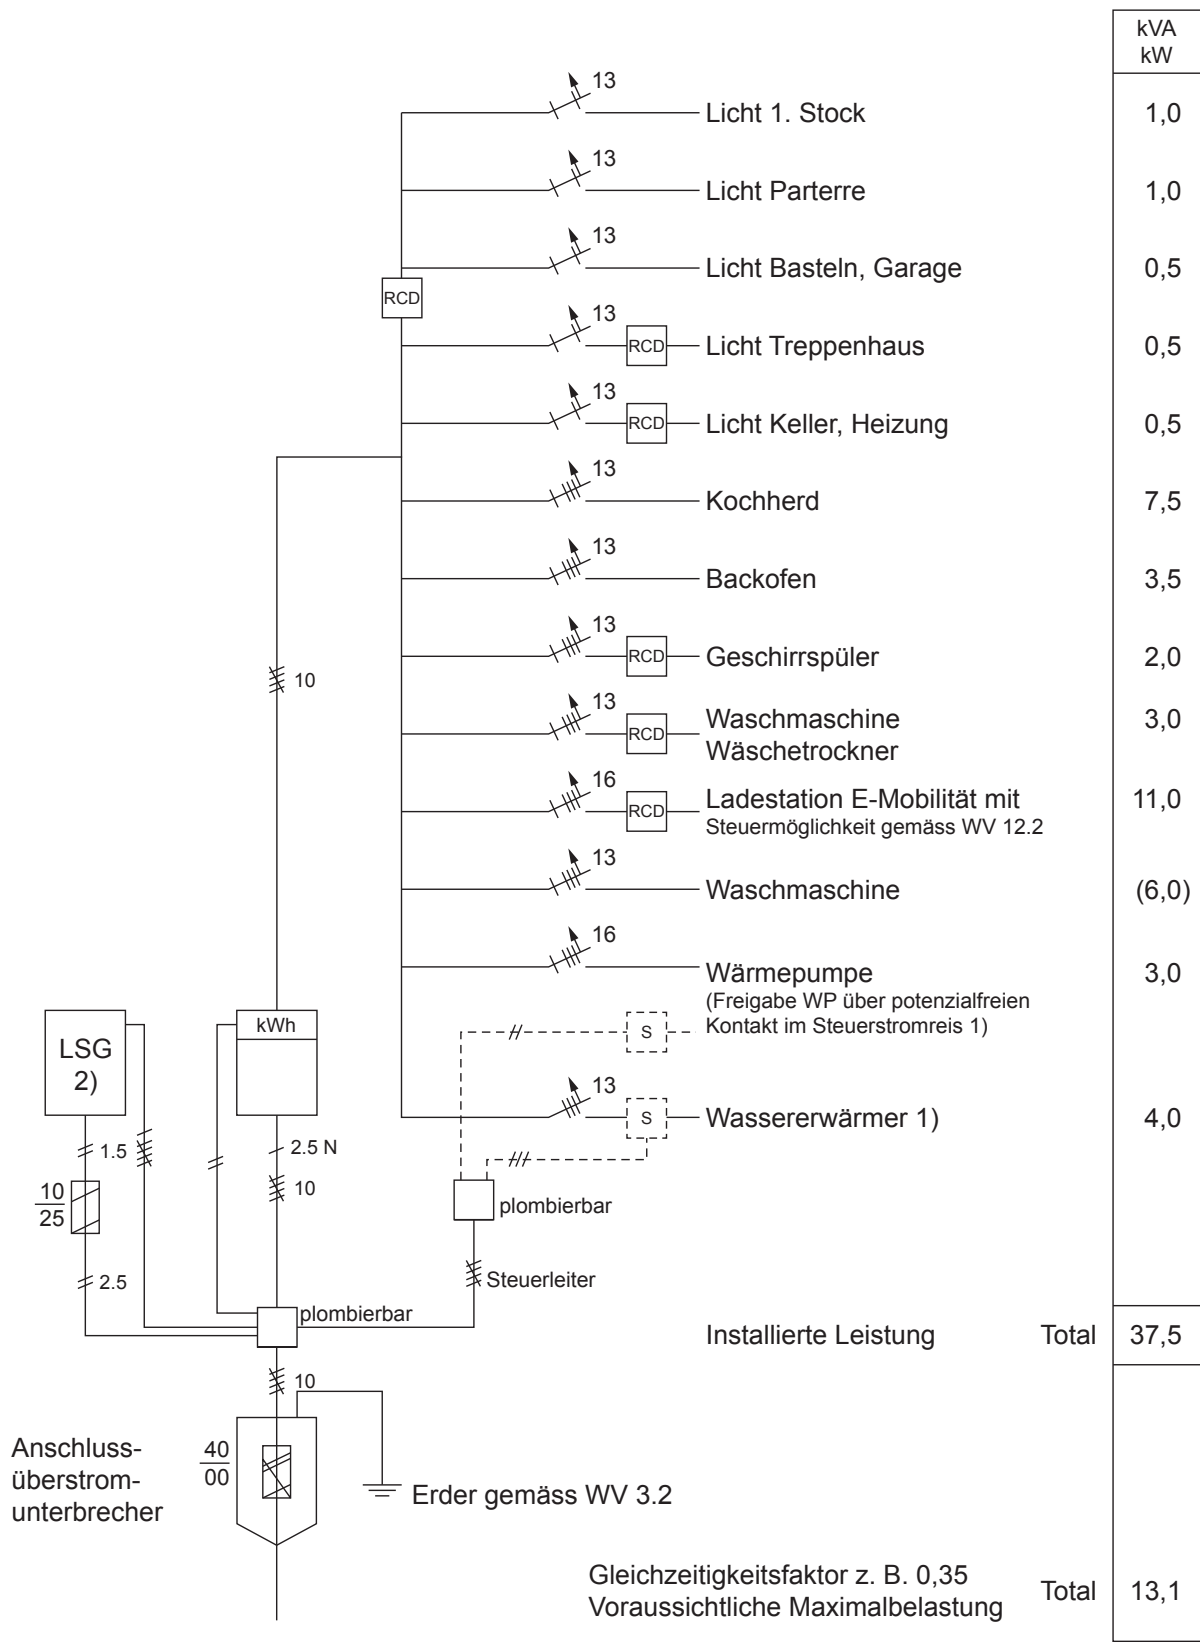 kVA
kW
13
Licht 1. Stock 1,0
13
Licht Parterre 1,0
13
Licht Basteln, Garage 0,5
RCD
13
RCD Licht Treppenhaus 0,5
13
RCD Licht Keller, Heizung 0,5
13
Kochherd 7,5
13
Backofen 3,5
13
RCD Geschirrspüler 2,0
10
13
Waschmaschine 3,0
RCD
Wäschetrockner
16
Ladestation E-Mobilität mit 11,0
RCD
Steuermöglichkeit gemäss WV 12.2
13
Waschmaschine (6,0)
16
Wärmepumpe 3,0
(Freigabe WP über potenzialfreien
Kontakt im Steuerstromreis 1)
S
LSG
2)
kWh
13
S Wassererwärmer 1) 4,0
1.5
2.5 N
10
10
25
plombierbar
2.5
Steuerleiter
plombierbar
Installierte Leistung Total 37,5
10
Anschluss-
überstrom-
unterbrecher
40
00
Erder gemäss WV 3.2
Gleichzeitigkeitsfaktor z. B. 0,35
Voraussichtliche Maximalbelastung
Total 13,1